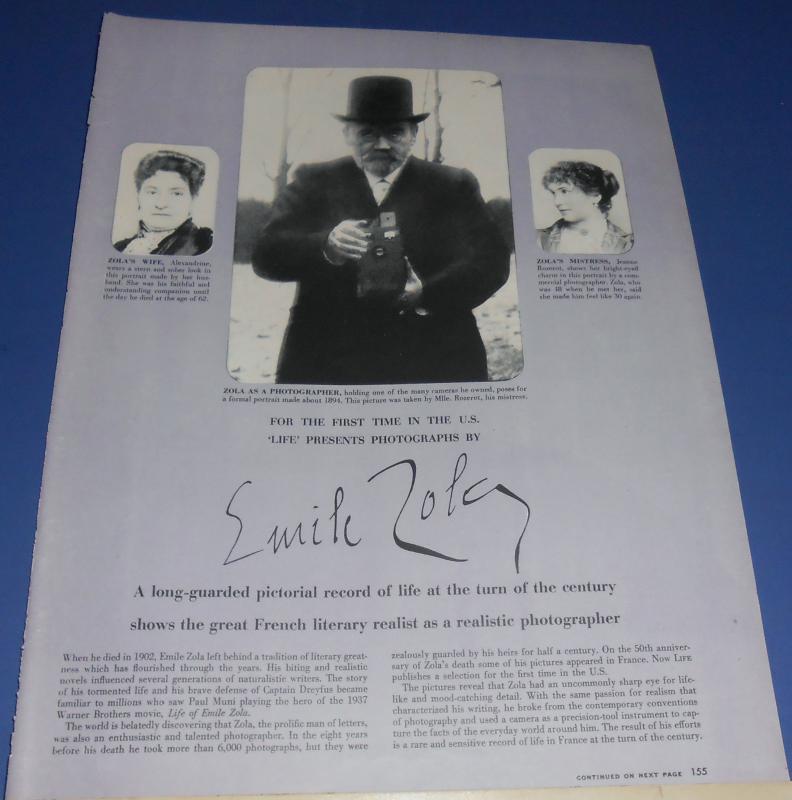 ZOLA'S WIFE, Alexandrine,
wears a stern and sober look in
this portrait made by her hus-
band. She was his faithful and
understanding companion until
the day he died at the age of 62.
ZOLA'S MISTRESS, Jeanne
Rozerot, shows her bright-eyed
charm in this portrait by a com-
mercial photographer. Zola, who
was 48 when he met her, said
she made him feel like 30 again.
ZOLA AS A PHOTOGRAPHER, holding one of the many cameras he owned, poses for
a formal portrait made about 1894. This picture was taken by Mlle. Rozerot, his mistress.
FOR THE FIRST TIME IN THE U.S.
'LIFE' PRESENTS PHOTOGRAPHS BY
Emile Zola
A long-guarded pictorial record of life at the turn of the century
shows the great French literary realist as a realistic photographer
When he died in 1902, Emile Zola left behind a tradition of literary great-
ness which has flourished through the years. His biting and realistic
novels influenced several generations of naturalistic writers. The story
of his tormented life and his brave defense of Captain Dreyfus became
familiar to millions who saw Paul Muni playing the hero of the 1937
Warner Brothers movie, Life of Emile Zola.
The world is belatedly discovering that Zola, the prolific man of letters,
was also an enthusiastic and talented photographer. In the eight years
before his death he took more than 6,000 photographs, but they were
zealously guarded by his heirs for half a century. On the 50th anniver-
sary of Zola's death some of his pictures appeared in France. Now LIFE
publishes a selection for the first time in the U.S.
The pictures reveal that Zola had an uncommonly sharp eye for life-
like and mood-catching detail. With the same passion for realism that
characterized his writing, he broke from the contemporary conventions
of photography and used a camera as a precision-tool instrument to cap-
ture the facts of the everyday world around him. The result of his efforts
is a rare and sensitive record of life in France at the turn of the century.
CONTINUED ON NEXT PAGE 155